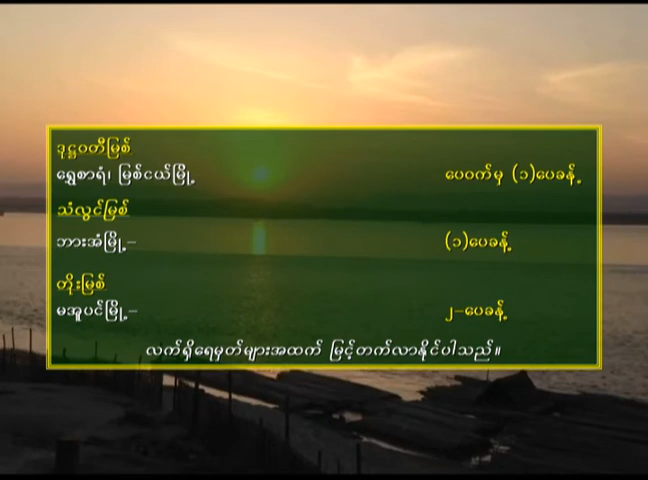 ဒုဋ္ဌဝတီမြစ်
ရွှေစာရံ၊ မြစ်ငယ်မြို့ ပေဝက်မှ (၁)ပေခန့်
သံလွင်မြစ်
ဘားအံမြို့– (၁)ပေခန့်
တိုးမြစ်
မအူပင်မြို့– ၂–ပေခန့်
လက်ရှိရေမှတ်များအထက် မြင့်တက်လာနိုင်ပါသည်။